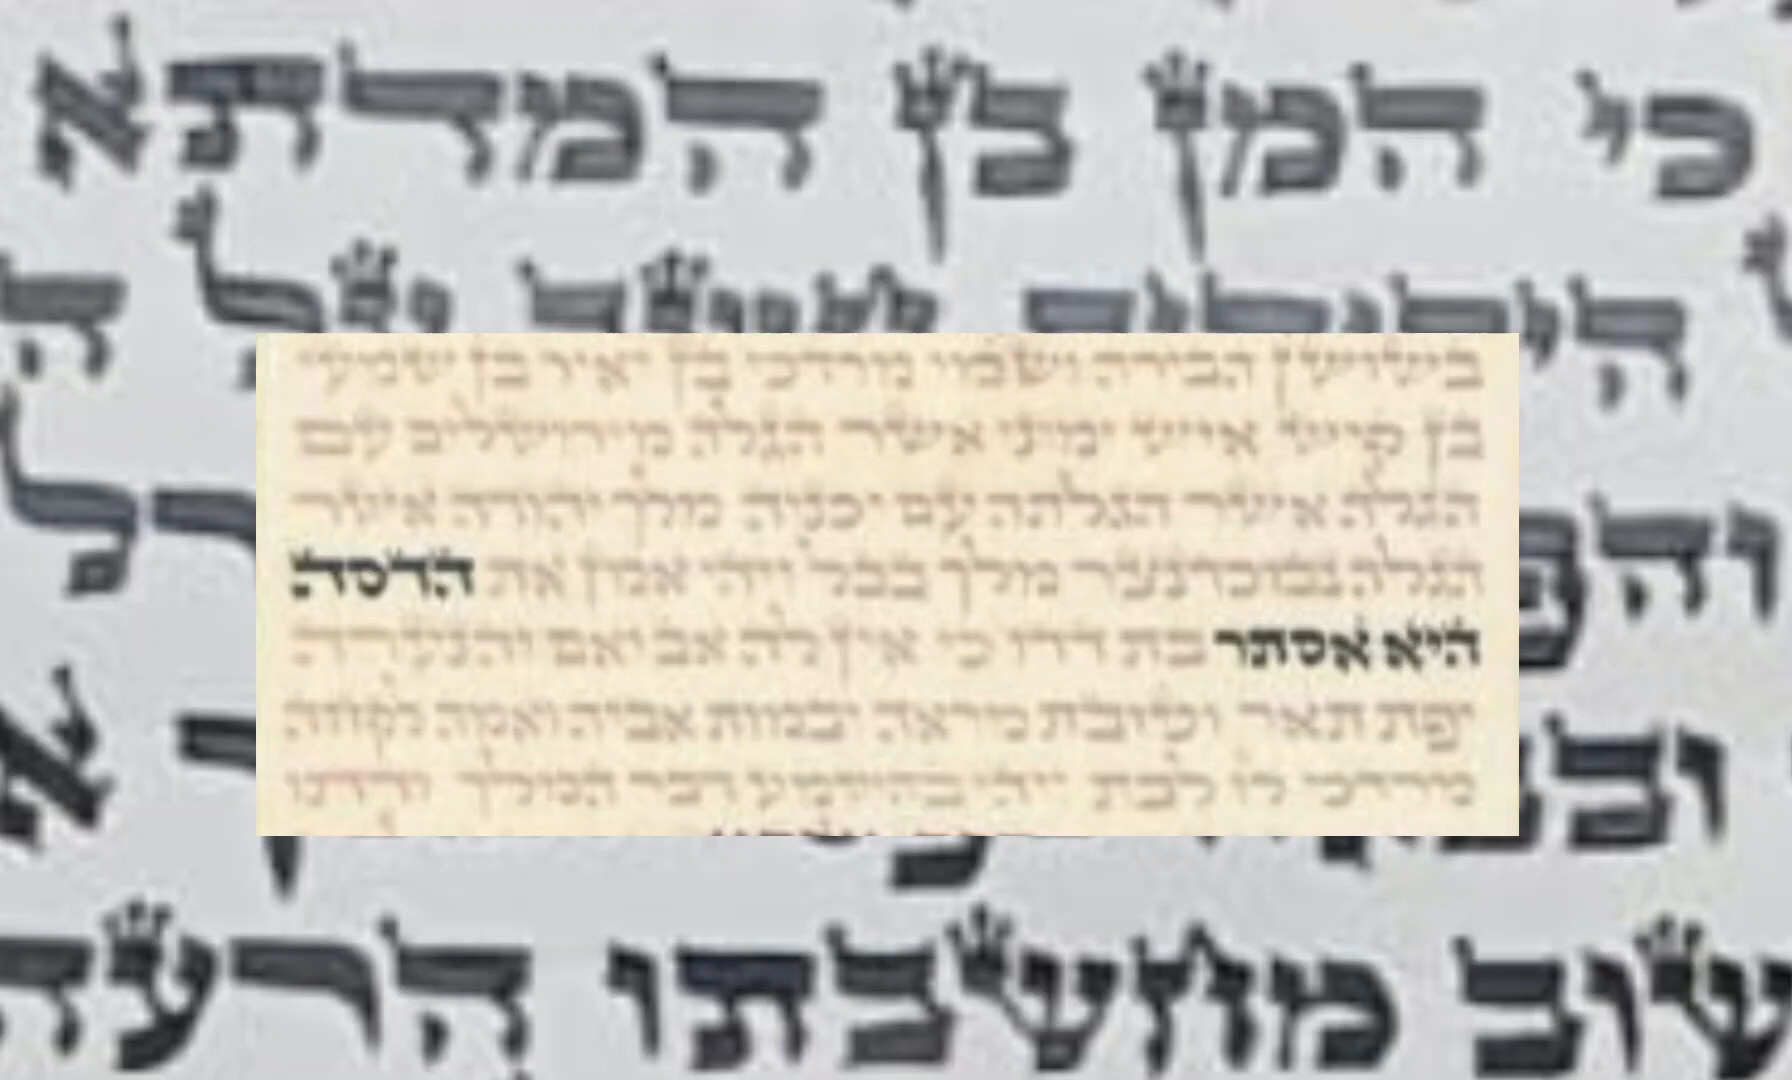 כי המן בן המדתא
בשושן הבירה ושמו מרדכי בן יאיר בן שמעי
בן קיש איש ימיני אשר הגלה מירושלים עם
הגלה אשר הגלתה עם יכניה מלך יהודה אשר
הגלה נבוכדנצר מלך בבל ויהי אמן את הדסה
היא אסתר בת דדו כי אין לה אב ואם והנערה
יפת תאר וטובת מראה ובמות אביה ואמה לקחה
מרדכי לו לבת ויהי בהשמע דבר המלך ודתו
שוב מחשבתו הרעה